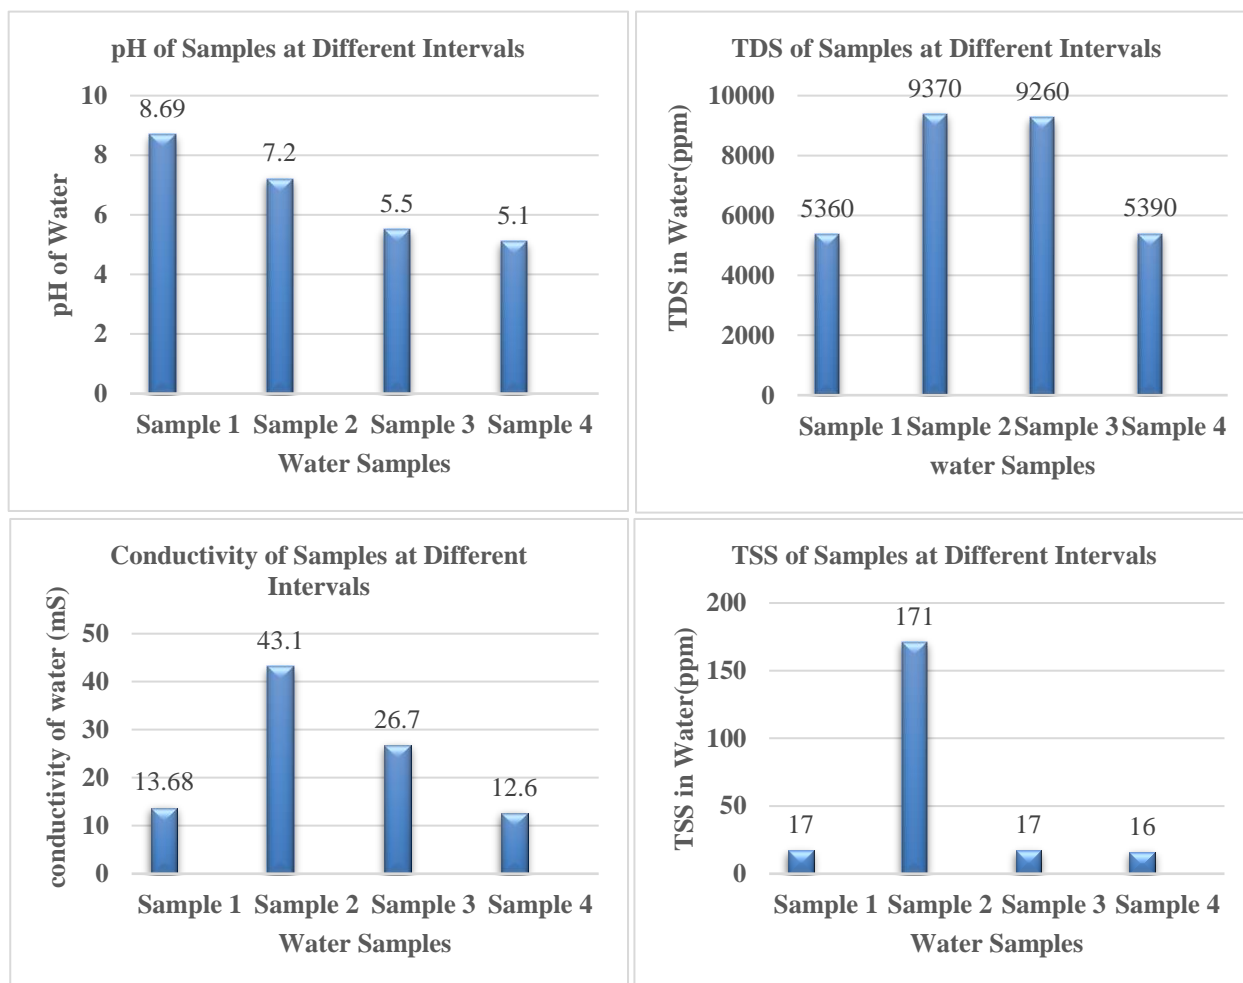 pH of Samples at Different Intervals
pH of Water
10
8
6
4
2
0
8.69
7.2
5.5
5.1
Sample 1 Sample 2 Sample 3 Sample 4
Water Samples
TDS of Samples at Different Intervals
TDS in Water(ppm)
10000
8000
6000
4000
2000
0
5360
9370
9260
5390
Sample 1 Sample 2 Sample 3 Sample 4
water Samples
Conductivity of Samples at Different
Intervals
conductivity of water (mS)
50
40
30
20
10
0
13.68
43.1
26.7
12.6
Sample 1 Sample 2 Sample 3 Sample 4
Water Samples
TSS of Samples at Different Intervals
TSS in Water(ppm)
200
150
100
50
0
17
171
17
16
Sample 1 Sample 2 Sample 3 Sample 4
Water Samples